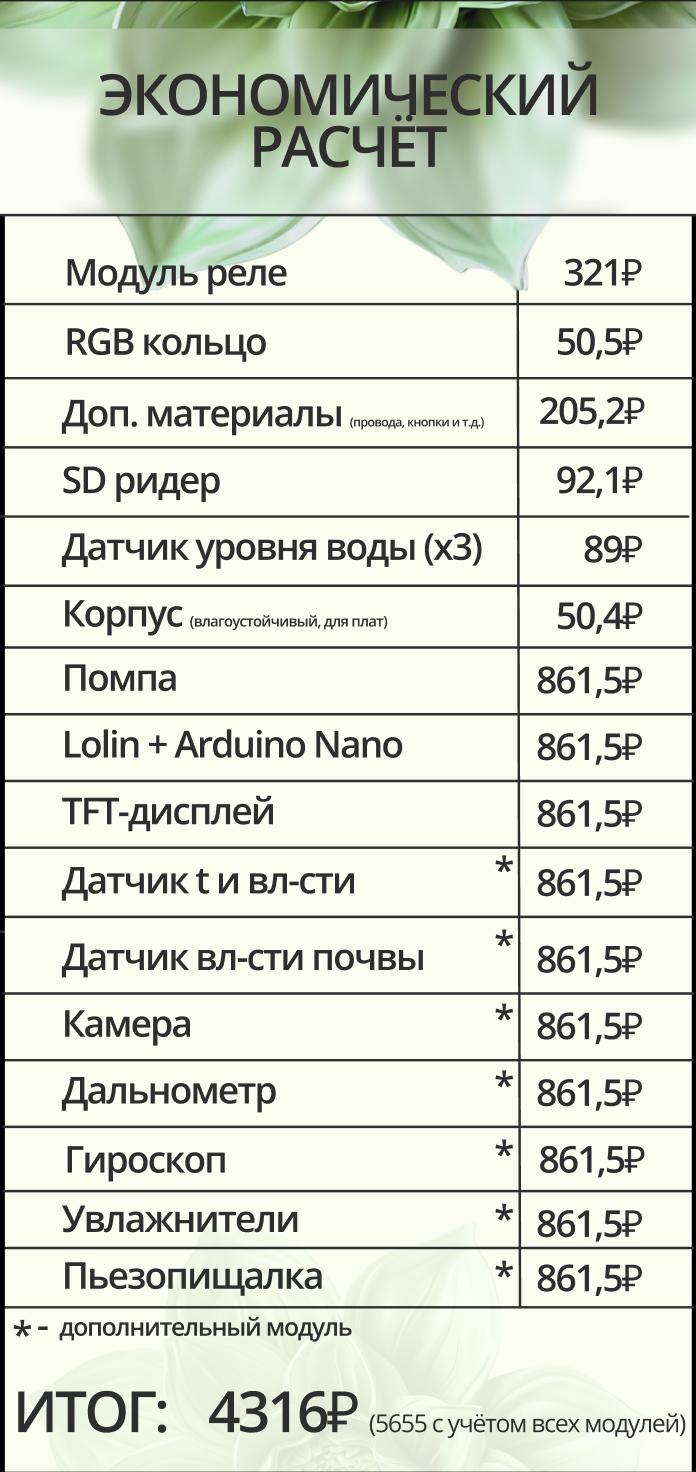 ЭКОНОМИЧЕСКИЙ
РАСЧЁТ
Модуль реле 321₽
RGB кольцо 50,5₽
Доп. материалы (провода, кнопки и т.д.) 205,2₽
SD ридер 92,1₽
Датчик уровня воды (x3) 89₽
Корпус (влагоустойчивый, для плат) 50,4₽
Помпа 861,5₽
Lolin + Arduino Nano 861,5₽
TFT-дисплей 861,5₽
Датчик t и вл-сти * 861,5₽
Датчик вл-сти почвы * 861,5₽
Камера * 861,5₽
Дальнометр * 861,5₽
Гироскоп * 861,5₽
Увлажнители * 861,5₽
Пьезопищалка * 861,5₽
* - дополнительный модуль
ИТОГ: 4316₽ (5655 с учётом всех модулей)